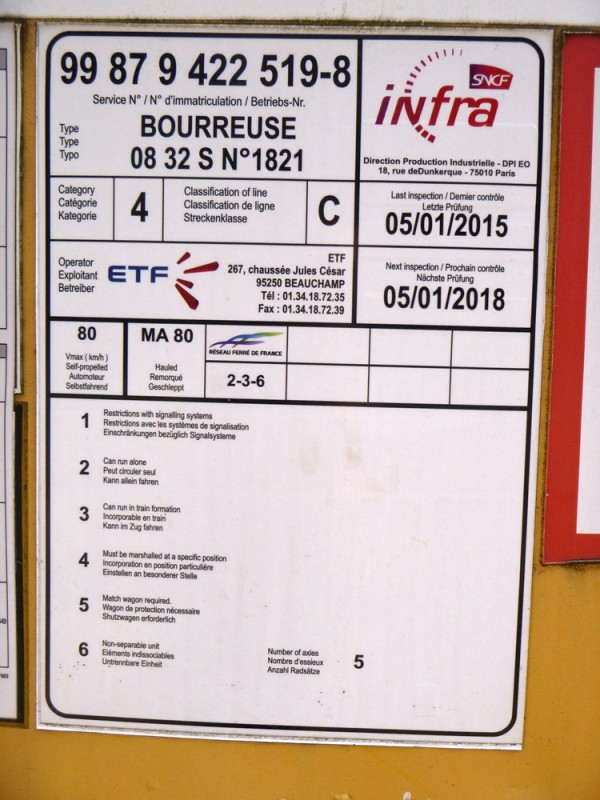 99 87 9 422 519-8
Service N° / N° d'immatriculation / Betriebs-Nr.
Type
Type
Typo
BOURREUSE
08 32 S N°1821
SNCF
infra
Direction Production Industrielle - DPI EO
18, rue deDunkerque - 75010 Paris
Category
Catégorie
Kategorie
4
Classification of line
Classification de ligne
Streckenklasse
C
Last inspection / Dernier contrôle
Letzte Prüfung
05/01/2015
Operator
Exploitant
Betreiber
ETF
ETF
267, chaussée Jules César
95250 BEAUCHAMP
Tél : 01.34.18.72.35
Fax : 01.34.18.72.39
Next inspection / Prochain contrôle
Nächste Prüfung
05/01/2018
80
Vmax ( km/h )
Self-propelled
Automoteur
Selbstfahrend
MA 80
Hauled
Remorqué
Geschleppt
RÉSEAU FERRÉ DE FRANCE
2-3-6
1
Restrictions with signalling systems
Restrictions avec les systèmes de signalisation
Einschränkungen bezüglich Signalsysteme
2
Can run alone
Peut circuler seul
Kann allein fahren
3
Can run in train formation
Incorporable en train
Kann im Zug fahren
4
Must be marshalled at a specific position
Incorporation en position particulière
Einstellen an besonderer Stelle
5
Match wagon required.
Wagon de protection nécessaire
Shutzwagen erforderlich
6
Non-separable unit
Eléments indissociables
Untrennbare Einheit
Number of axles
Nombre d'essieux
Anzahl Radsätze
5